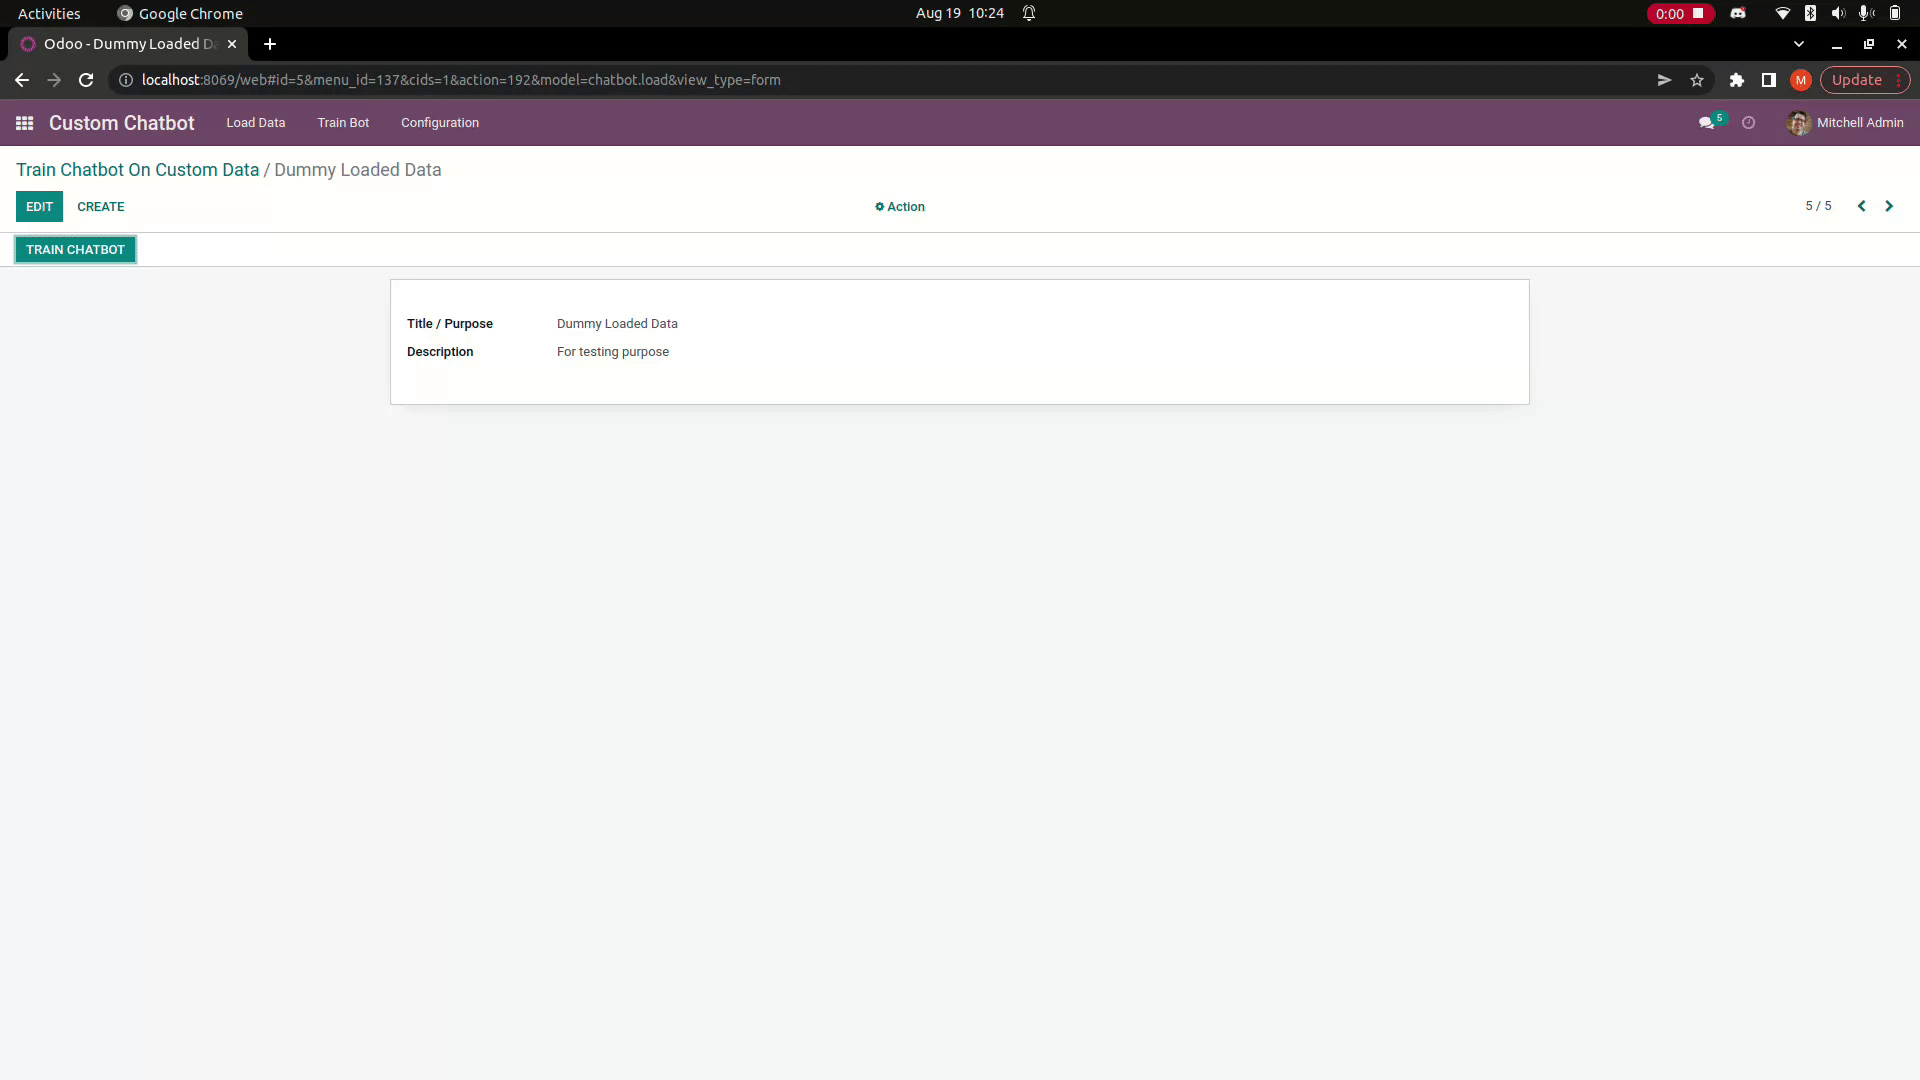 Activities Google Chrome Aug 19 10:24 0:00
Odoo - Dummy Loaded Da
localhost:8069/web#id=5&menu_id=137&cids=1&action=192&model=chatbot.load&view_type=form M Update
Custom Chatbot Load Data Train Bot Configuration 5 Mitchell Admin
Train Chatbot On Custom Data / Dummy Loaded Data
EDIT CREATE Action 5 / 5
TRAIN CHATBOT
Title / Purpose Dummy Loaded Data
Description For testing purpose